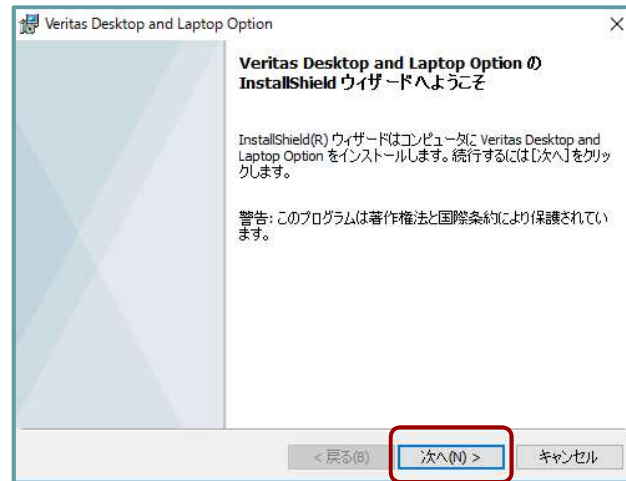 Veritas Desktop and Laptop Option
Veritas Desktop and Laptop Option の
InstallShield ウィザードへようこそ
InstallShield(R) ウィザードはコンピュータに Veritas Desktop and
Laptop Option をインストールします。続行するには[次へ]をクリッ
クします。
警告: このプログラムは著作権法と国際条約により保護されてい
ます。
< 戻る(B)
次へ(N) >
キャンセル